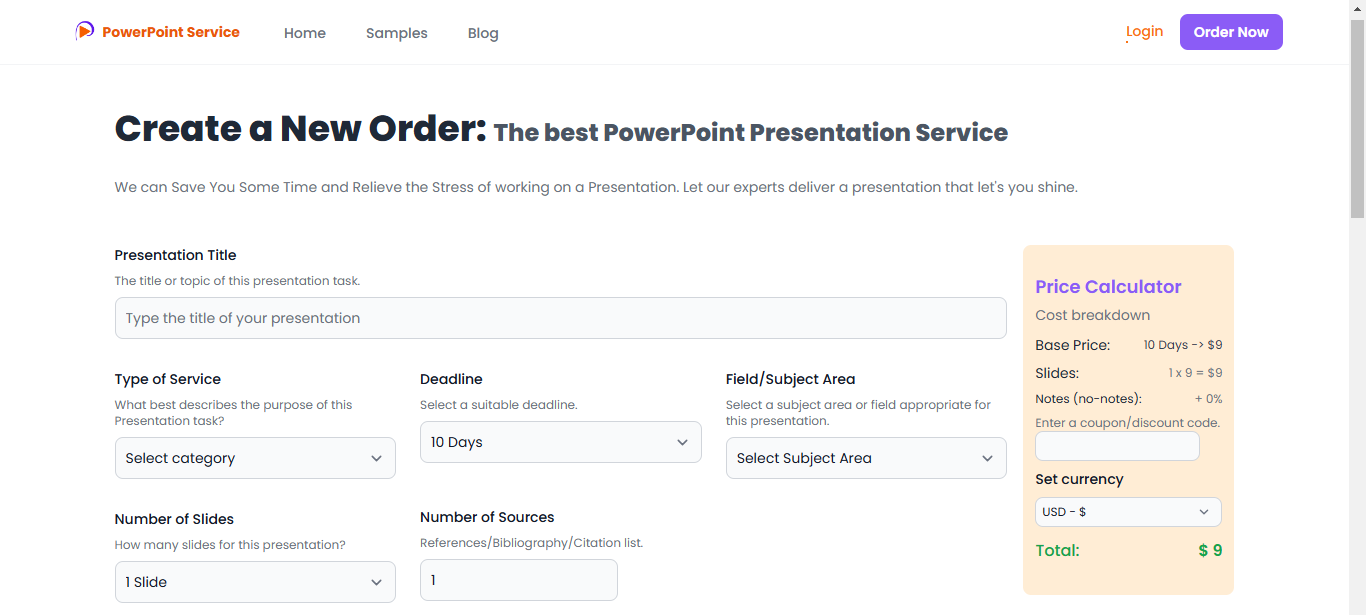 PowerPoint Service
Home
Samples
Blog
Login
Order Now
Create a New Order: The best PowerPoint Presentation Service
We can Save You Some Time and Relieve the Stress of working on a Presentation. Let our experts deliver a presentation that let's you shine.
Presentation Title
The title or topic of this presentation task.
Type the title of your presentation
Type of Service
What best describes the purpose of this
Presentation task?
Select category
Deadline
Select a suitable deadline.
10 Days
Field/Subject Area
Select a subject area or field appropriate for
this presentation.
Select Subject Area
Number of Slides
How many slides for this presentation?
1 Slide
Number of Sources
References/Bibliography/Citation list.
1
Price Calculator
Cost breakdown
Base Price: 10 Days -> $9
Slides: 1 x 9 = $9
Notes (no-notes): + 0%
Enter a coupon/discount code.
Set currency
USD - $
Total: $ 9